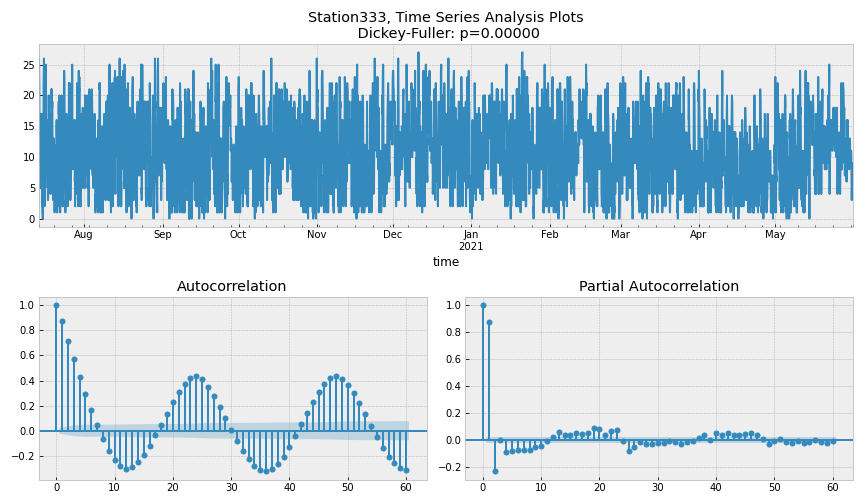 Station333, Time Series Analysis Plots
Dickey-Fuller: p=0.00000
25
20
15
10
5
0
Aug Sep Oct Nov Dec Jan Feb Mar Apr May
2021
time
Autocorrelation Partial Autocorrelation
1.0 1.0
0.8 0.8
0.6 0.6
0.4 0.4
0.2 0.2
0.0 0.0
−0.2 −0.2
0 10 20 30 40 50 60 0 10 20 30 40 50 60